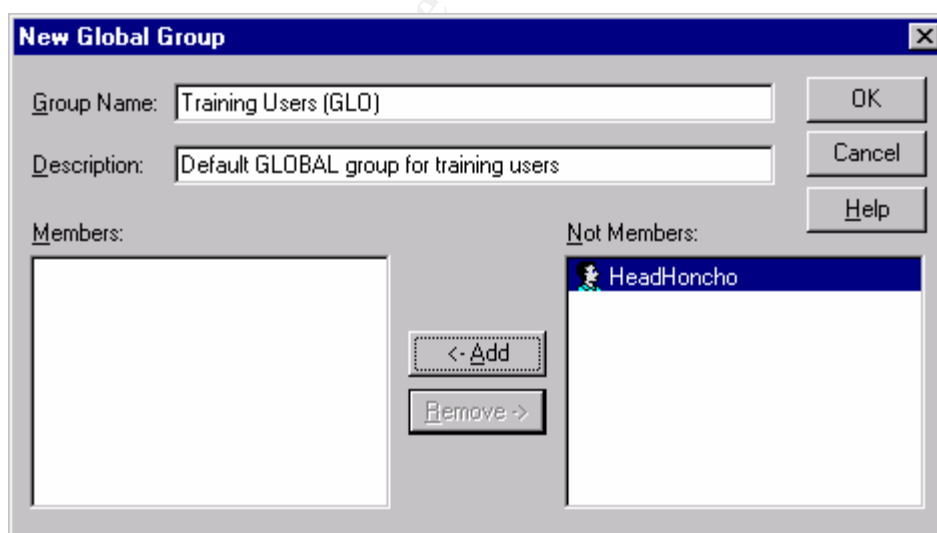 New Global Group
Group Name: Training Users (GLO)
OK
Description: Default GLOBAL group for training users
Cancel
Help
Members:
Not Members:
HeadHoncho
<- Add
Remove ->